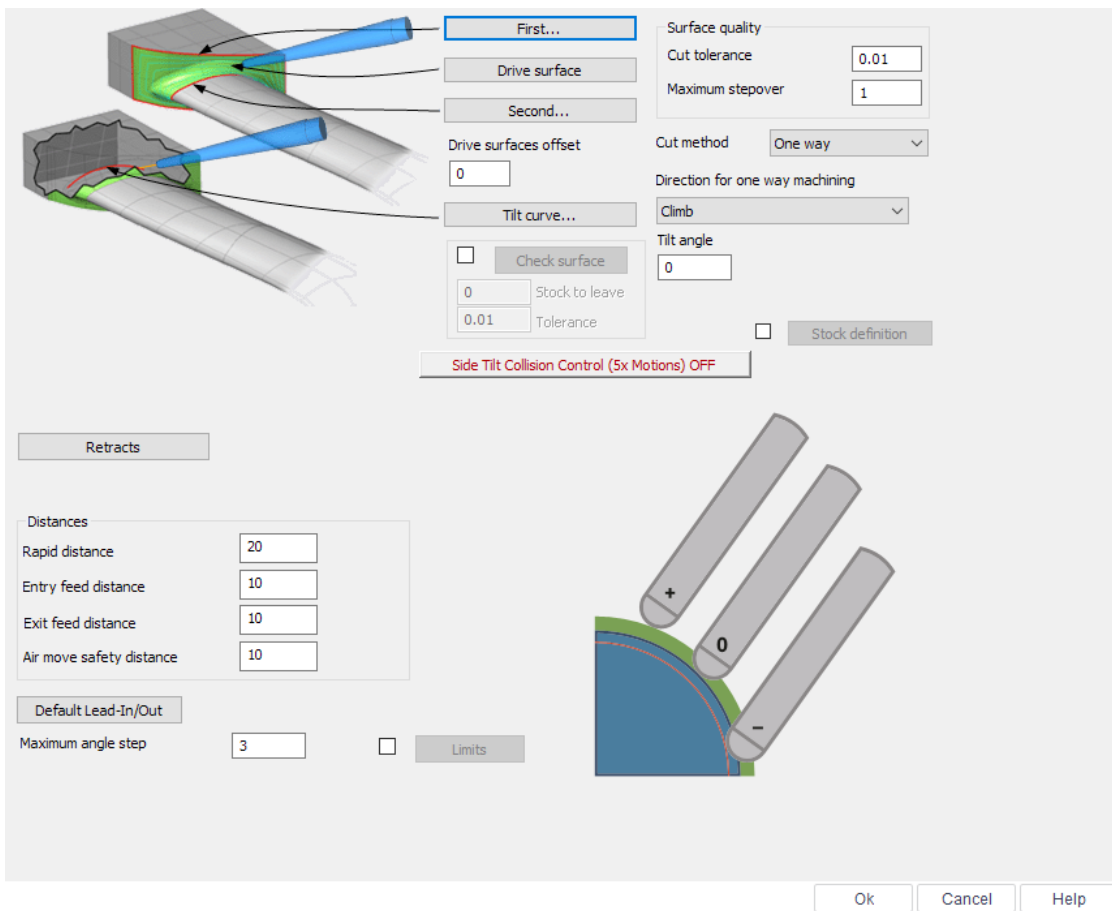 First...
Drive surface
Second...
Drive surfaces offset
0
Tilt curve...
Check surface
0 Stock to leave
0.01 Tolerance
Surface quality
Cut tolerance 0.01
Maximum stepover 1
Cut method One way
Direction for one way machining
Climb
Tilt angle
0
Stock definition
Side Tilt Collision Control (5x Motions) OFF
Retracts
Distances
Rapid distance 20
Entry feed distance 10
Exit feed distance 10
Air move safety distance 10
Default Lead-In/Out
Maximum angle step 3
Limits
+
0
–
Ok Cancel Help